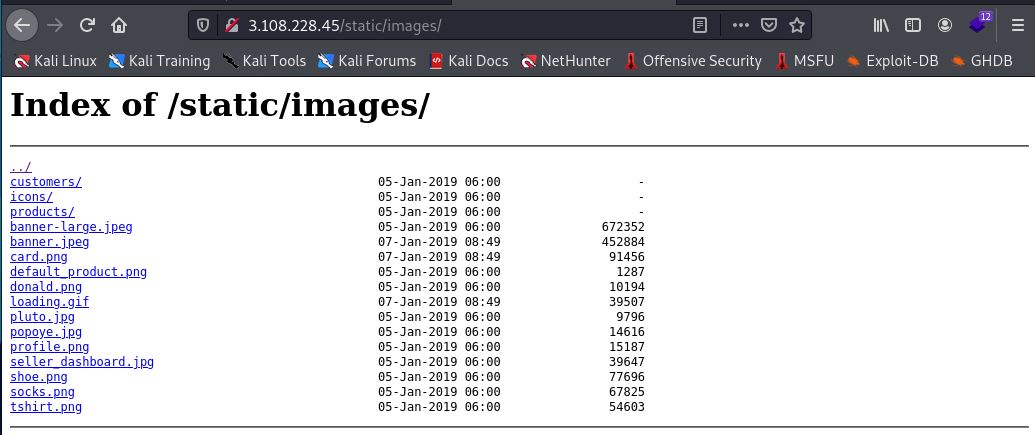 3.108.228.45/static/images/
12
Kali Linux Kali Training Kali Tools Kali Forums Kali Docs NetHunter Offensive Security MSFU Exploit-DB GHDB
Index of /static/images/
../
customers/ 05-Jan-2019 06:00 -
icons/ 05-Jan-2019 06:00 -
products/ 05-Jan-2019 06:00 -
banner-large.jpeg 05-Jan-2019 06:00 672352
banner.jpeg 07-Jan-2019 08:49 452884
card.png 07-Jan-2019 08:49 91456
default_product.png 05-Jan-2019 06:00 1287
donald.png 05-Jan-2019 06:00 10194
loading.gif 07-Jan-2019 08:49 39507
pluto.jpg 05-Jan-2019 06:00 9796
popoye.jpg 05-Jan-2019 06:00 14616
profile.png 05-Jan-2019 06:00 15187
seller_dashboard.jpg 05-Jan-2019 06:00 39647
shoe.png 05-Jan-2019 06:00 77696
socks.png 05-Jan-2019 06:00 67825
tshirt.png 05-Jan-2019 06:00 54603